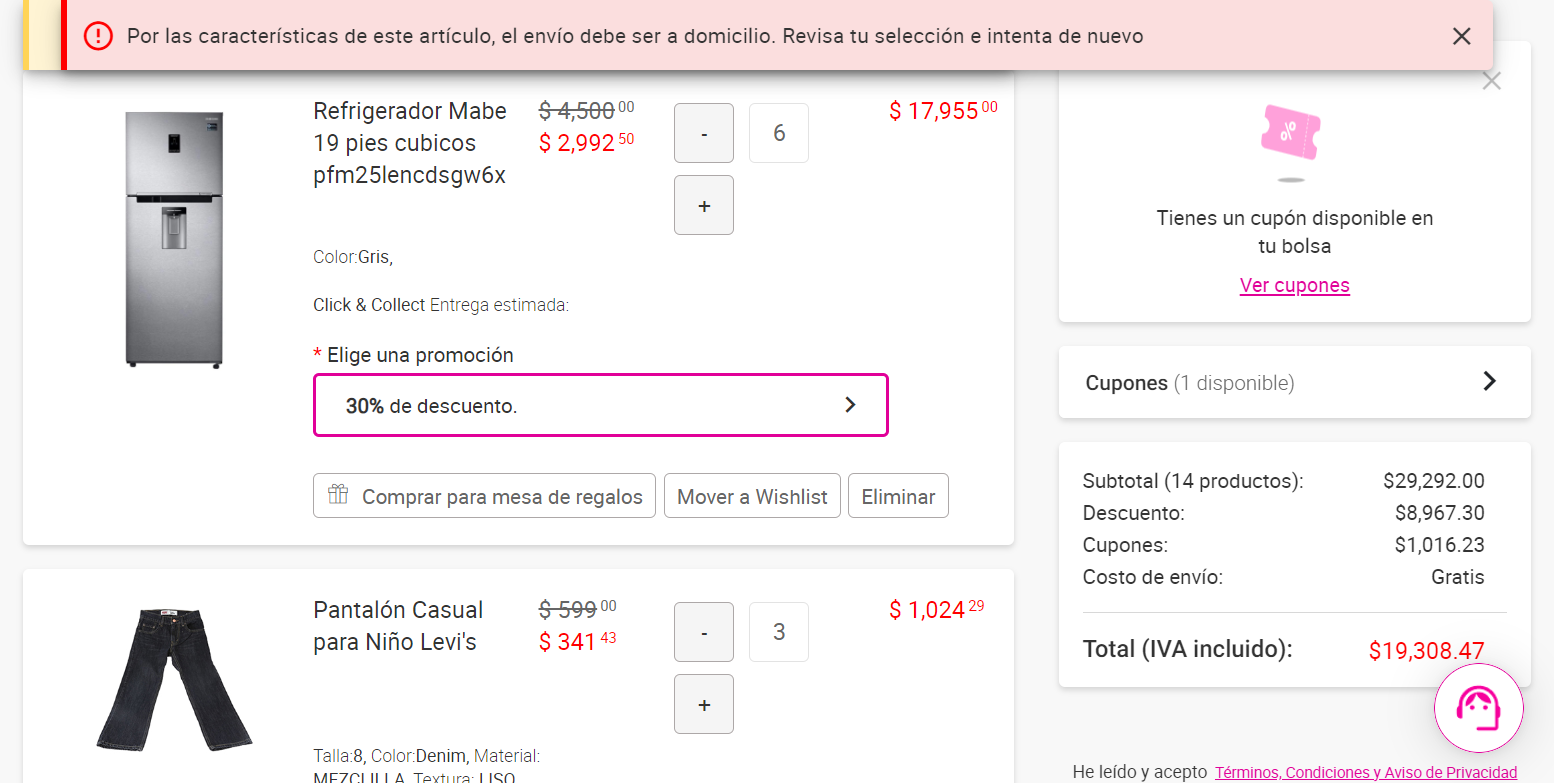 Por las características de este artículo, el envío debe ser a domicilio. Revisa tu selección e intenta de nuevo
Refrigerador Mabe
19 pies cubicos
pfm25lencdsgw6x
$ 4,500 00
$ 2,992 50
-
6
+
$ 17,955 00
Color:Gris,
Click & Collect Entrega estimada:
* Elige una promoción
30% de descuento.
Comprar para mesa de regalos
Mover a Wishlist
Eliminar
Pantalón Casual
para Niño Levi's
$ 599 00
$ 341 43
-
3
+
$ 1,024 29
Talla:8, Color:Denim, Material:
MEZCLILLA, Textura: LISO
%
Tienes un cupón disponible en
tu bolsa
Ver cupones
Cupones (1 disponible)
Subtotal (14 productos): $29,292.00
Descuento: $8,967.30
Cupones: $1,016.23
Costo de envío: Gratis
Total (IVA incluido): $19,308.47
He leído y acepto Términos, Condiciones y Aviso de Privacidad